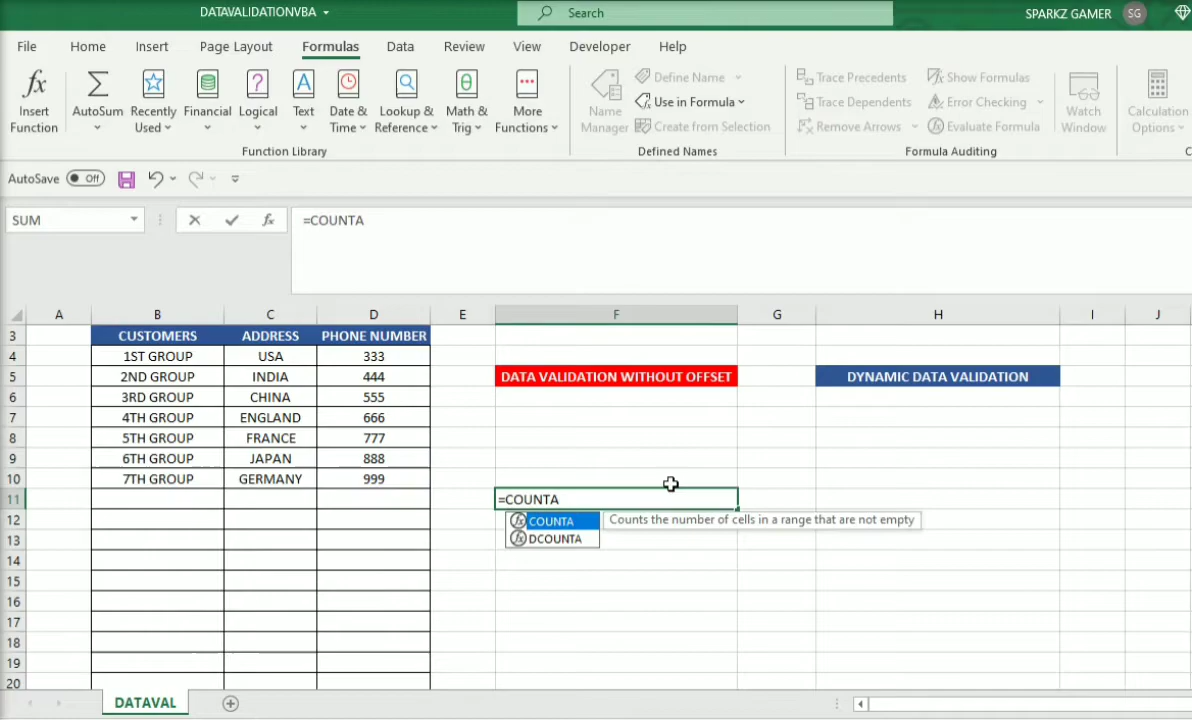 DATAVALIDATIONVBA
Search
SPARKZ GAMER SG
File Home Insert Page Layout Formulas Data Review View Developer Help
fx Σ ? A θ
Insert Function
AutoSum
Recently Used
Financial
Logical
Text
Date & Time
Lookup & Reference
Math & Trig
More Functions
Function Library
Name Manager
Define Name
Use in Formula
Create from Selection
Defined Names
Trace Precedents
Trace Dependents
Remove Arrows
Show Formulas
Error Checking
Evaluate Formula
Formula Auditing
Watch Window
Calculation Options
C
AutoSave Off
SUM fx =COUNTA
A B C D E F G H I J
3 CUSTOMERS ADDRESS PHONE NUMBER
4 1ST GROUP USA 333
5 2ND GROUP INDIA 444 DATA VALIDATION WITHOUT OFFSET DYNAMIC DATA VALIDATION
6 3RD GROUP CHINA 555
7 4TH GROUP ENGLAND 666
8 5TH GROUP FRANCE 777
9 6TH GROUP JAPAN 888
10 7TH GROUP GERMANY 999
11 =COUNTA
12 fx COUNTA Counts the number of cells in a range that are not empty
13 fx DCOUNTA
14
15
16
17
18
19
20
DATAVAL